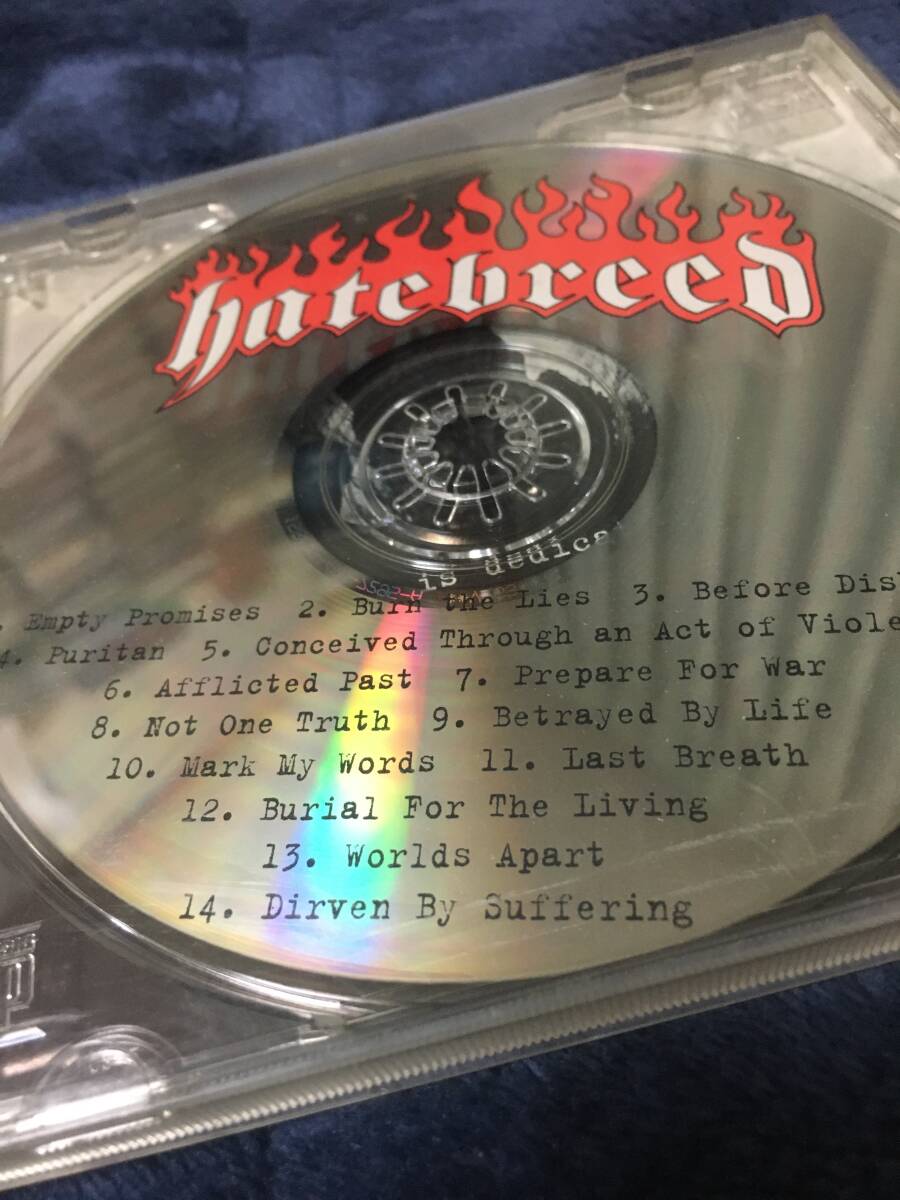 hatebreed
is dedica
. Empty Promises 2. Burn the Lies 3. Before Dis
4. Puritan 5. Conceived Through an Act of Viole
6. Afflicted Past 7. Prepare For War
8. Not One Truth 9. Betrayed By Life
10. Mark My Words 11. Last Breath
12. Burial For The Living
13. Worlds Apart
14. Dirven By Suffering